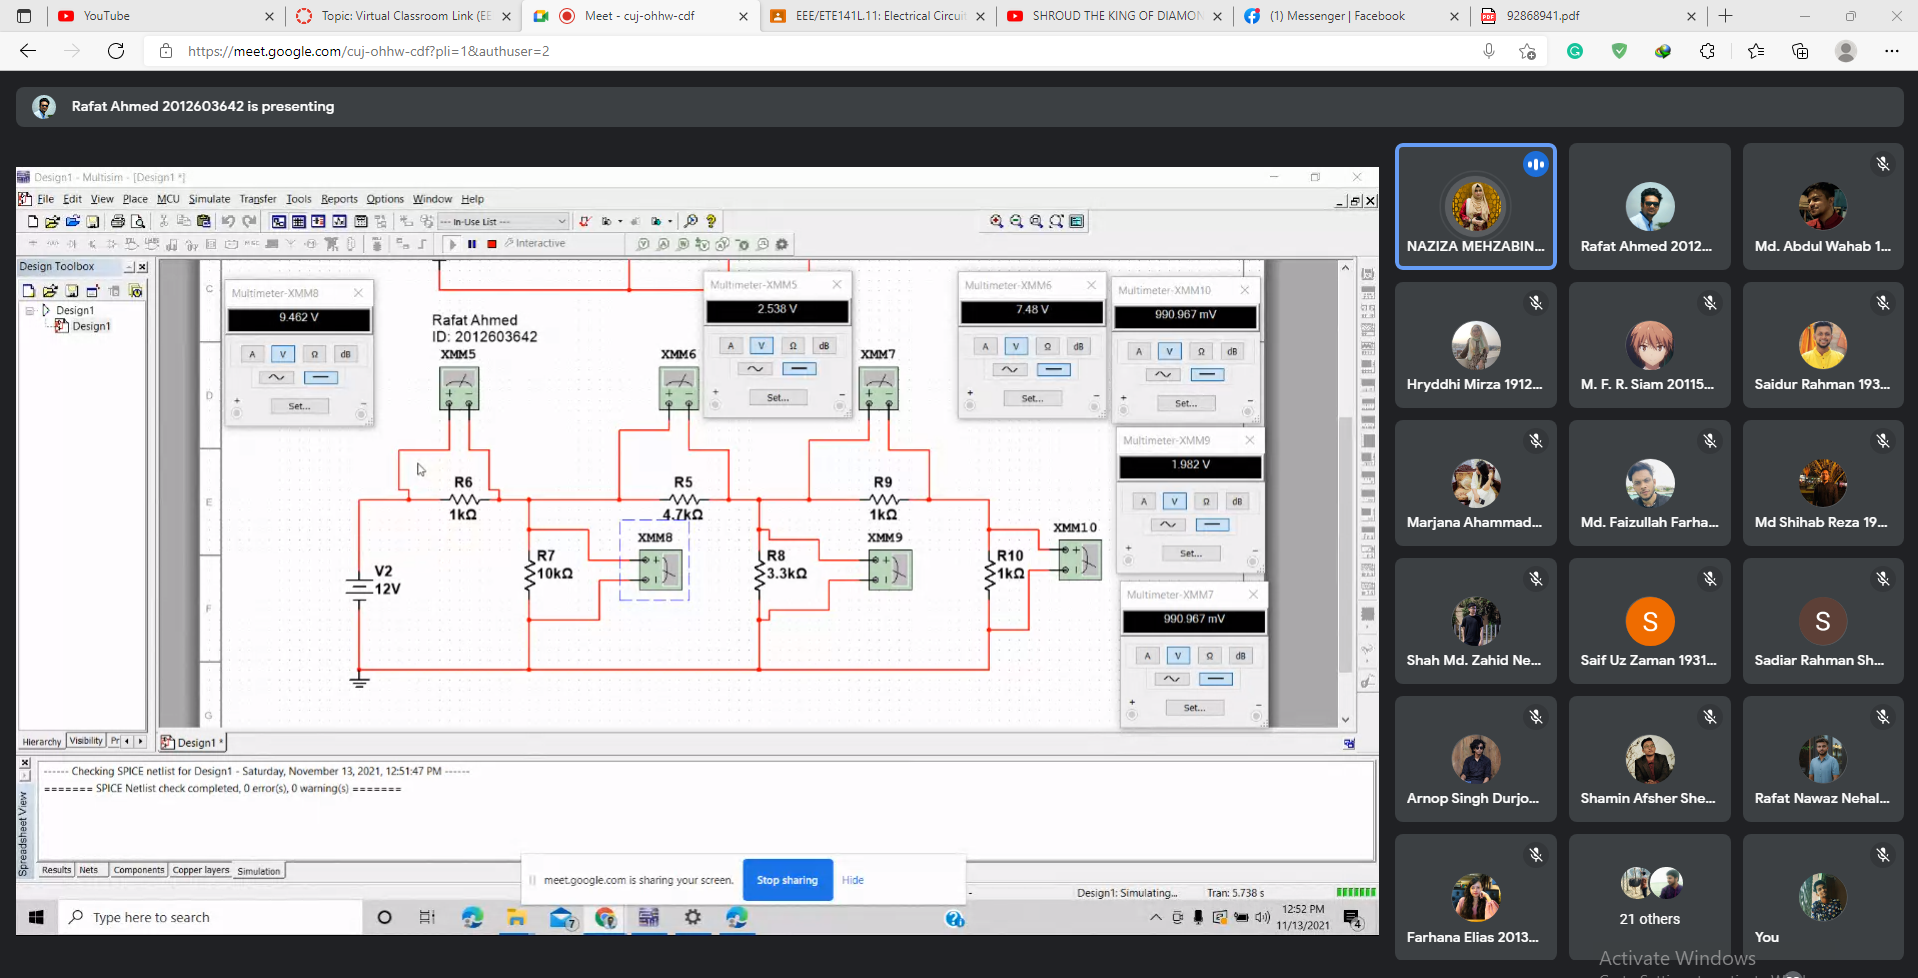 YouTube
Topic: Virtual Classroom Link (EE
Meet - cuj-ohhw-cdf
EEE/ETE141L.11: Electrical Circuit
SHROUD THE KING OF DIAMON
(1) Messenger | Facebook
92868941.pdf
https://meet.google.com/cuj-ohhw-cdf?pli=1&authuser=2
Rafat Ahmed 2012603642 is presenting
Design1 - Multisim - [Design1 *]
File Edit View Place MCU Simulate Transfer Tools Reports Options Window Help
--- In-Use List ---
Interactive
Design Toolbox
Design1
Design1
Hierarchy Visibility Pr
C
D
E
F
G
Multimeter-XMM8
9.462 V
A V Ω dB
Set...
Multimeter-XMM5
2.538 V
A V Ω dB
Set...
Multimeter-XMM6
7.48 V
A V Ω dB
Set...
Multimeter-XMM10
990.967 mV
A V Ω dB
Set...
Multimeter-XMM9
1.982 V
A V Ω dB
Set...
Multimeter-XMM7
990.967 mV
A V Ω dB
Set...
Rafat Ahmed
ID: 2012603642
XMM5
XMM6
XMM7
R6
1kΩ
R5
4.7kΩ
R9
1kΩ
XMM8
XMM9
XMM10
R7
10kΩ
R8
3.3kΩ
R10
1kΩ
V2
12V
Design1 *
Spreadsheet View
------ Checking SPICE netlist for Design1 - Saturday, November 13, 2021, 12:51:47 PM ------
======= SPICE Netlist check completed, 0 error(s), 0 warning(s) =======
Results Nets Components Copper layers Simulation
meet.google.com is sharing your screen. Stop sharing Hide
Design1: Simulating... Tran: 5.738 s
Type here to search
7
12:52 PM
11/13/2021
4
NAZIZA MEHZABIN...
Rafat Ahmed 2012...
Md. Abdul Wahab 1...
Hryddhi Mirza 1912...
M. F. R. Siam 20115...
Saidur Rahman 193...
Marjana Ahammad...
Md. Faizullah Farha...
Md Shihab Reza 19...
Shah Md. Zahid Ne...
S
Saif Uz Zaman 1931...
S
Sadiar Rahman Sh...
Arnop Singh Durjo...
Shamin Afsher She...
Rafat Nawaz Nehal...
Farhana Elias 2013...
21 others
You
Activate Windows